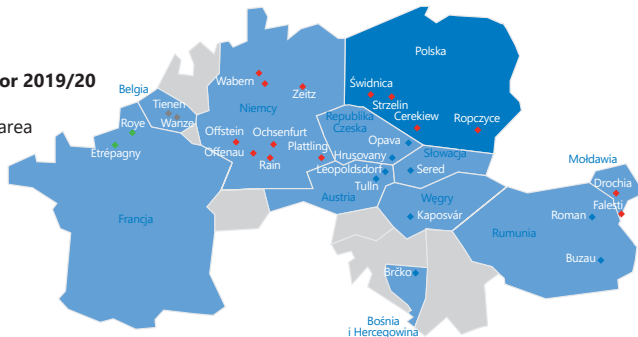 or 2019/20
area
Polska
Belgia
Wabern
Świdnica
Zeitz
Tienen
Strzelin
Wanze
Niemcy
Cerekiew
Ropczyce
Republika
Czeska
Roye
Opava
Offstein
Ochsenfurt
Etrépagny
Plattling
Offenau
Hrusovany
Słowacja
Rain
Mołdawia
Leopoldsdorf
Sered
Tulln
Drochia
Austria
Węgry
Falesti
Francja
Kaposvár
Roman
Rumunia
Buzau
Brčko
Bośnia
i Hercegowina